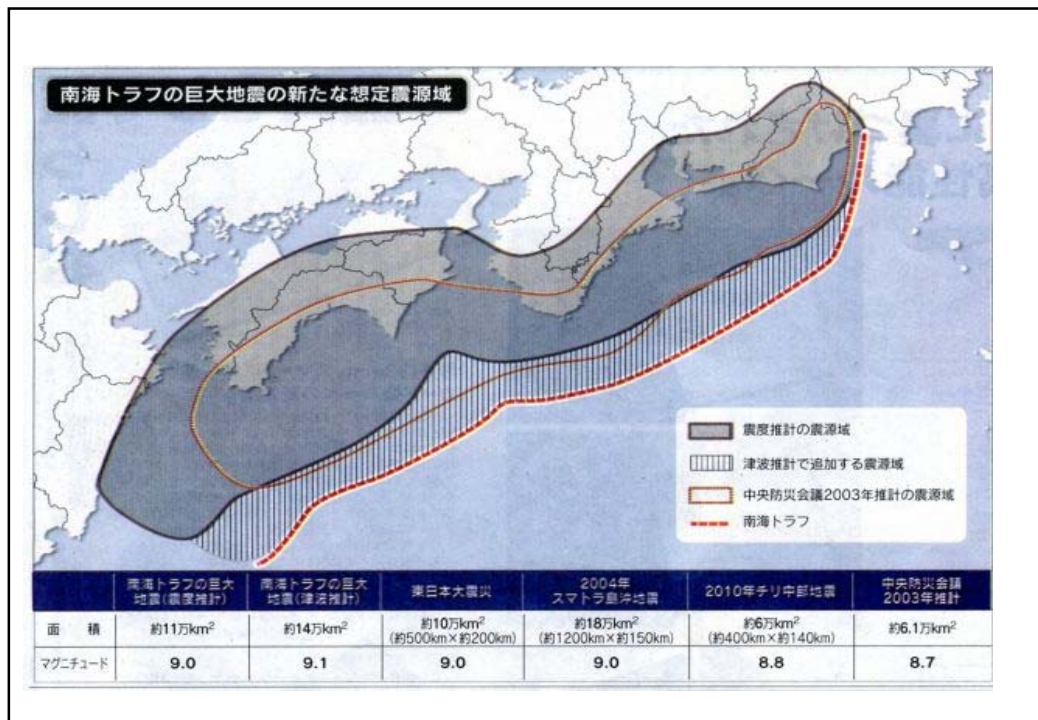 南海トラフの巨大地震の新たな想定震源域
震度推計の震源域
津波推計で追加する震源域
中央防災会議2003年推計の震源域
南海トラフ
南海トラフの巨大
地震(震度推計)
南海トラフの巨大
地震(津波推計)
東日本大震災
2004年
スマトラ島沖地震
2010年チリ中部地震
中央防災会議
2003年推計
面 積
約11万km²
約14万km²
約10万km²
(約500km×約200km)
約18万km²
(約1200km×約150km)
約6万km²
(約400km×約140km)
約6.1万km²
マグニチュード
9.0
9.1
9.0
9.0
8.8
8.7